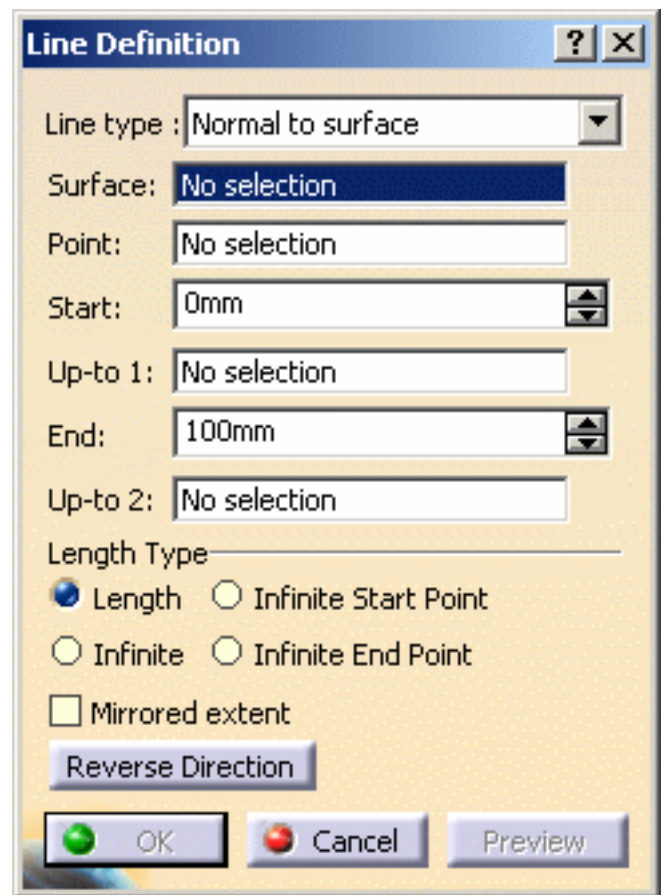 Line Definition
Line type : Normal to surface
Surface: No selection
Point: No selection
Start: 0mm
Up-to 1: No selection
End: 100mm
Up-to 2: No selection
Length Type
Length Infinite Start Point
Infinite Infinite End Point
Mirrored extent
Reverse Direction
OK Cancel Preview